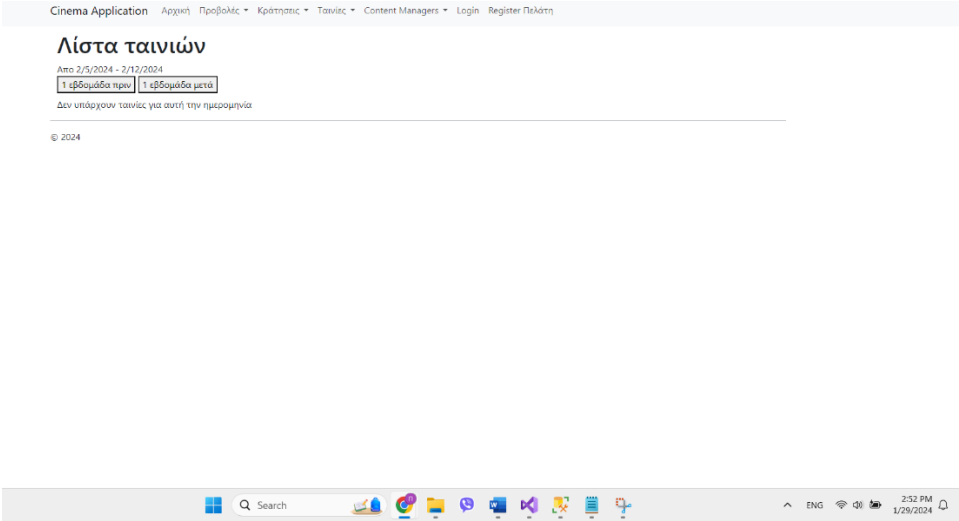 Cinema Application Αρχική Προβολές Κράτησεις Ταινίες Content Managers Login Register Πελάτη
Λίστα ταινιών
Απο 2/5/2024 - 2/12/2024
1 εβδομάδα πριν 1 εβδομάδα μετά
Δεν υπάρχουν ταινίες για αυτή την ημερομηνία
© 2024
Search
ENG
2:52 PM
1/29/2024